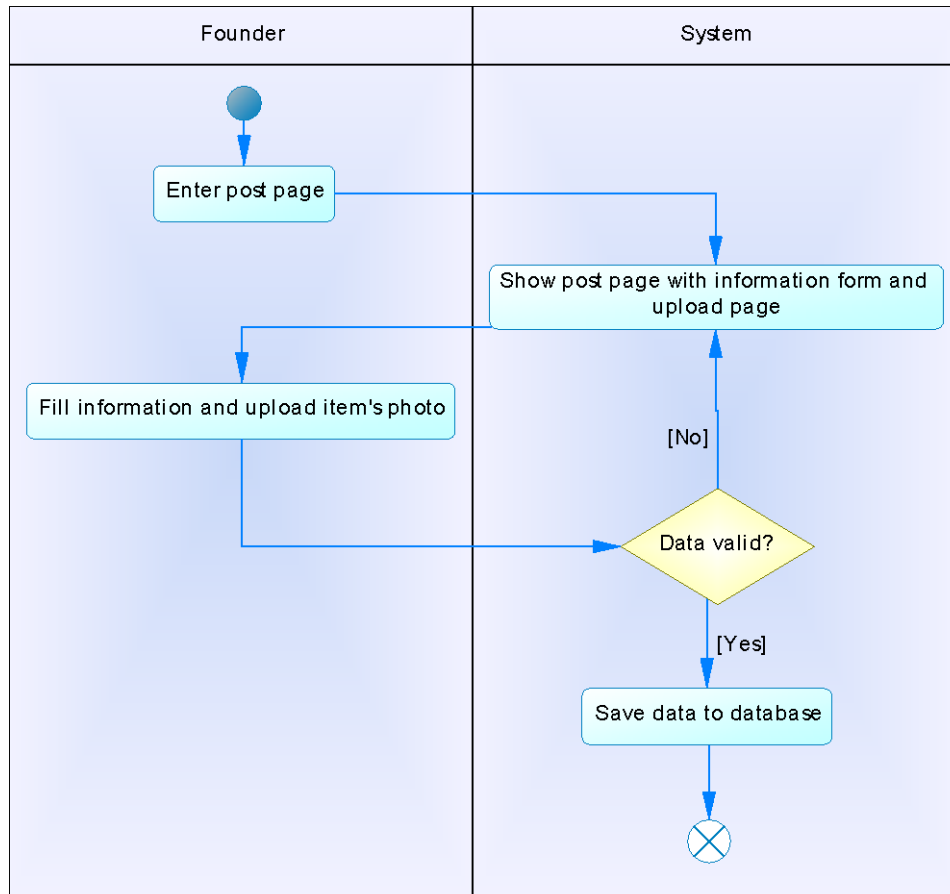 Founder
System
Enter post page
Show post page with information form and
upload page
Fill information and upload item's photo
[No]
Data valid?
[Yes]
Save data to database